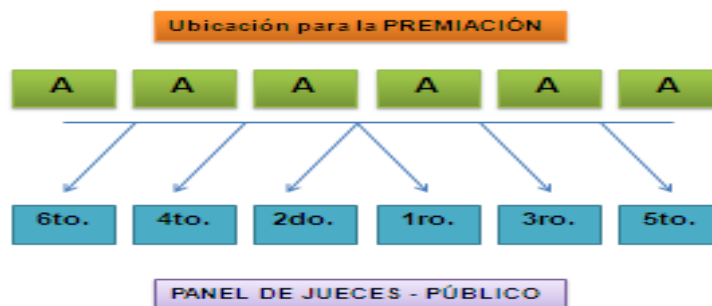 Ubicación para la PREMIACIÓN
A A A A A A
6to. 4to. 2do. 1ro. 3ro. 5to.
PANEL DE JUECES - PÚBLICO